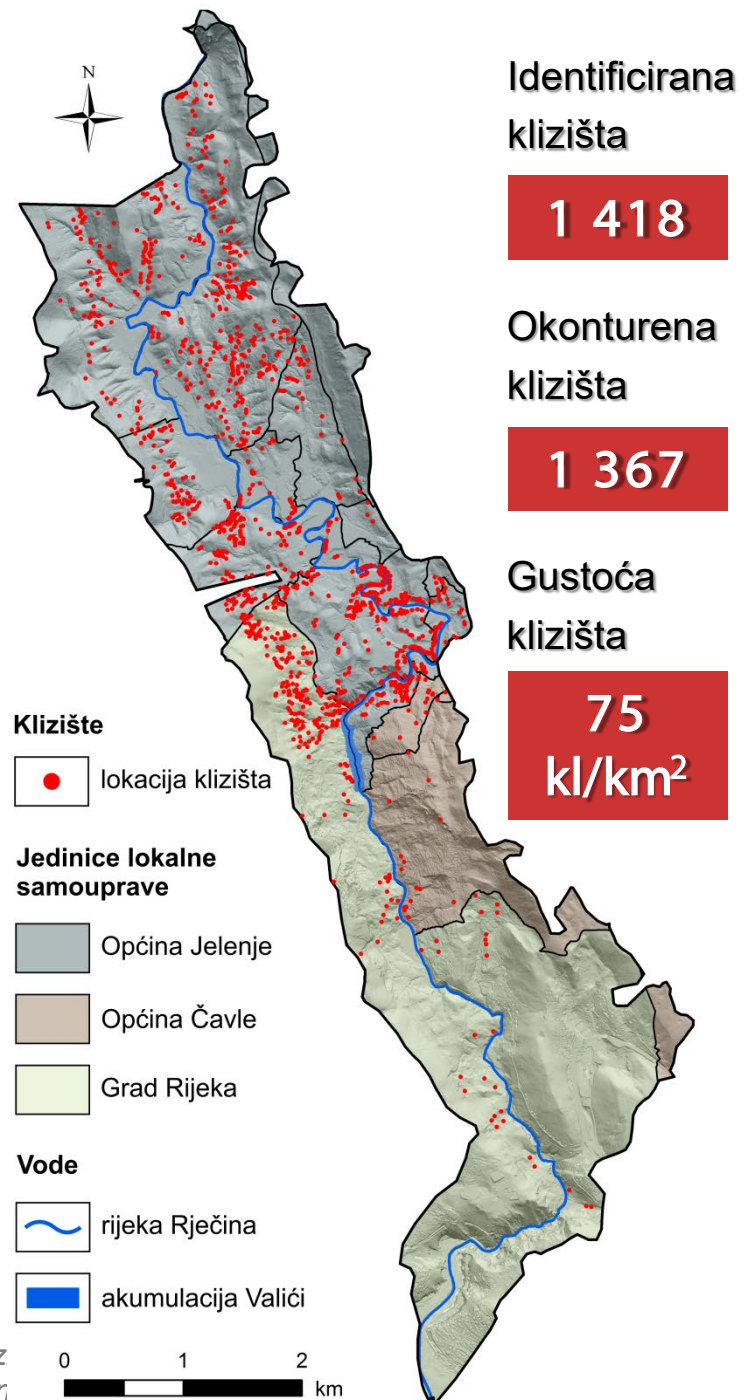 N
Identificirana
klizišta
1 418
Okonturena
klizišta
1 367
Gustoća
klizišta
75
kl/km²
Klizište
lokacija klizišta
Jedinice lokalne
samouprave
Općina Jelenje
Općina Čavle
Grad Rijeka
Vode
rijeka Rječina
akumulacija Valići
0 1 2
km